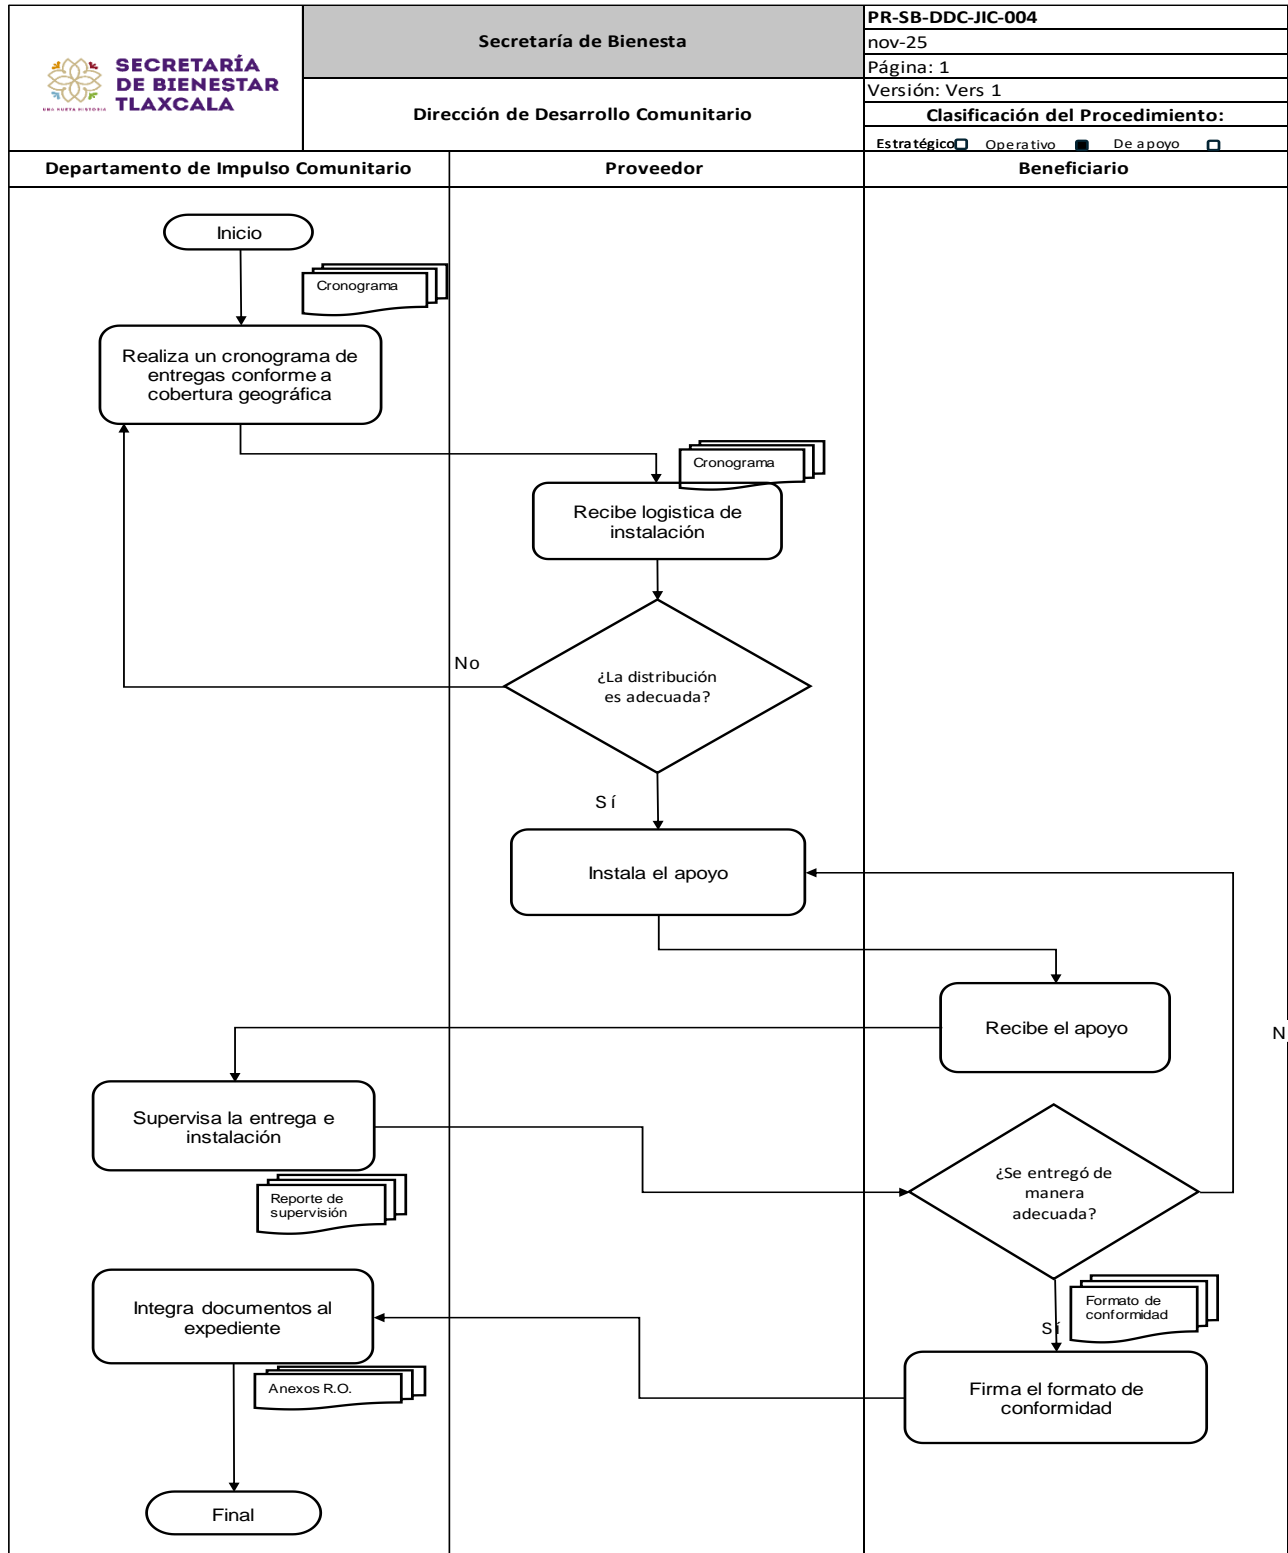 SECRETARÍA
DE BIENESTAR
TLAXCALA
UNA NUEVA HISTORIA
Secretaría de Bienesta
Dirección de Desarrollo Comunitario
PR-SB-DDC-JIC-004
nov-25
Página: 1
Versión: Vers 1
Clasificación del Procedimiento:
Estratégico Operativo De apoyo
Departamento de Impulso Comunitario
Proveedor
Beneficiario
Inicio
Cronograma
Realiza un cronograma de
entregas conforme a
cobertura geográfica
Cronograma
Recibe logistica de
instalación
No
¿La distribución
es adecuada?
Sí
Instala el apoyo
Recibe el apoyo
N
Supervisa la entrega e
instalación
Reporte de
supervisión
¿Se entregó de
manera
adecuada?
Formato de
conformidad
Sí
Integra documentos al
expediente
Anexos R.O.
Firma el formato de
conformidad
Final